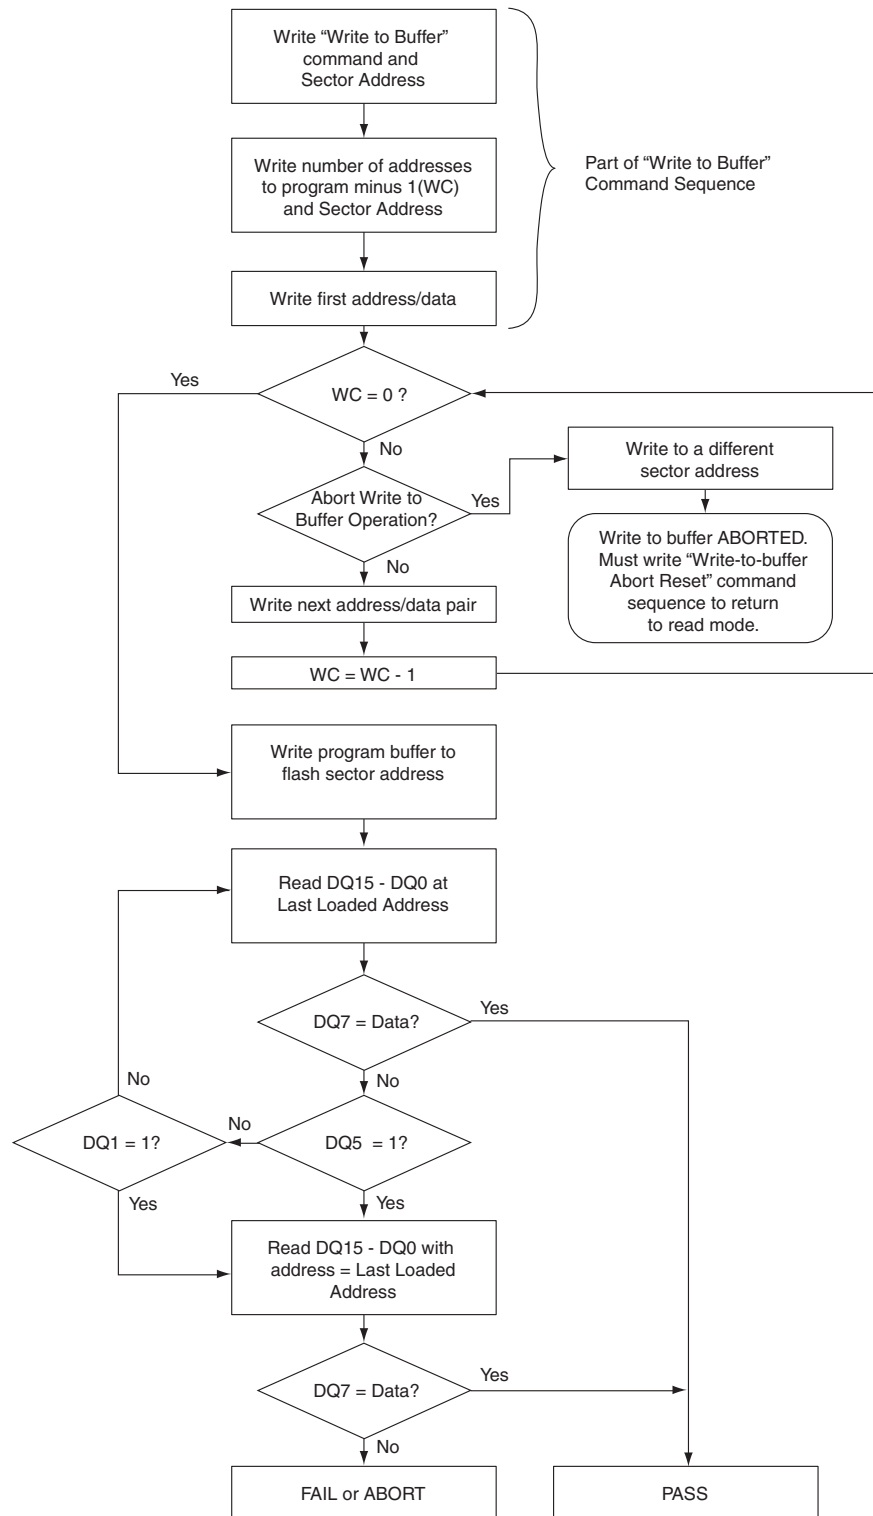 Write “Write to Buffer”
command and
Sector Address
Write number of addresses
to program minus 1(WC)
and Sector Address
Part of “Write to Buffer”
Command Sequence
Write first address/data
Yes
WC = 0 ?
No
Write to a different
sector address
Abort Write to
Buffer Operation?
Yes
No
Write to buffer ABORTED.
Must write “Write-to-buffer
Abort Reset” command
sequence to return
to read mode.
Write next address/data pair
WC = WC - 1
Write program buffer to
flash sector address
Read DQ15 - DQ0 at
Last Loaded Address
DQ7 = Data?
Yes
No
No
No
DQ1 = 1?
DQ5 = 1?
Yes
Yes
Read DQ15 - DQ0 with
address = Last Loaded
Address
DQ7 = Data?
Yes
No
FAIL or ABORT
PASS